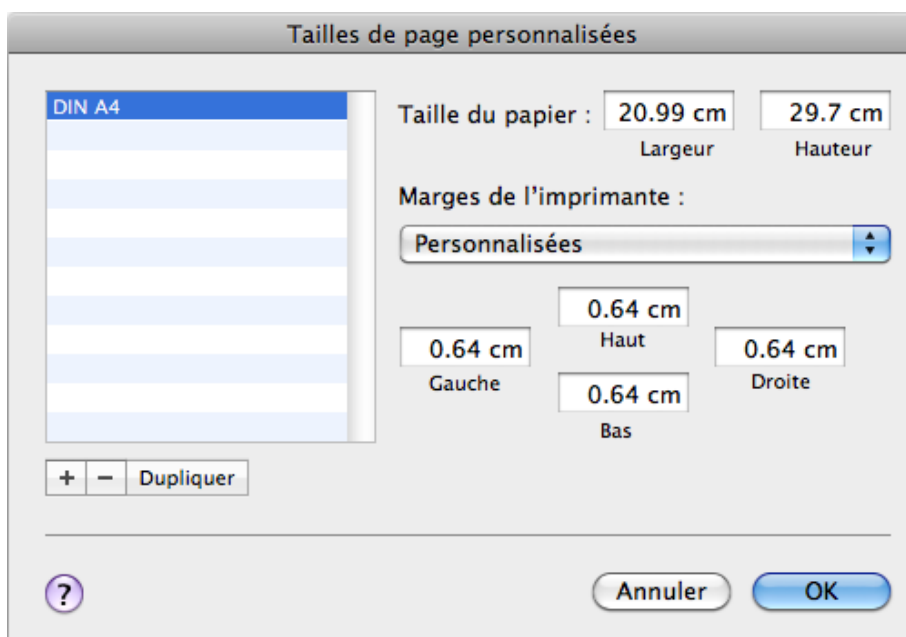 Tailles de page personnalisées
DIN A4
Taille du papier : 20.99 cm 29.7 cm
Largeur Hauteur
Marges de l'imprimante :
Personnalisées
0.64 cm
Haut
0.64 cm 0.64 cm
Gauche Droite
0.64 cm
Bas
+ − Dupliquer
? Annuler OK